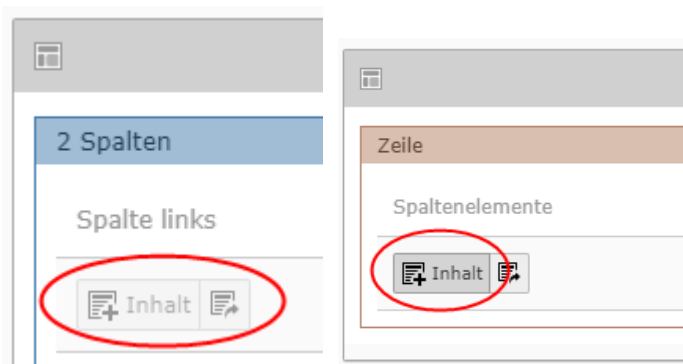 2 Spalten
Spalte links
Inhalt
Zeile
Spaltenelemente
Inhalt